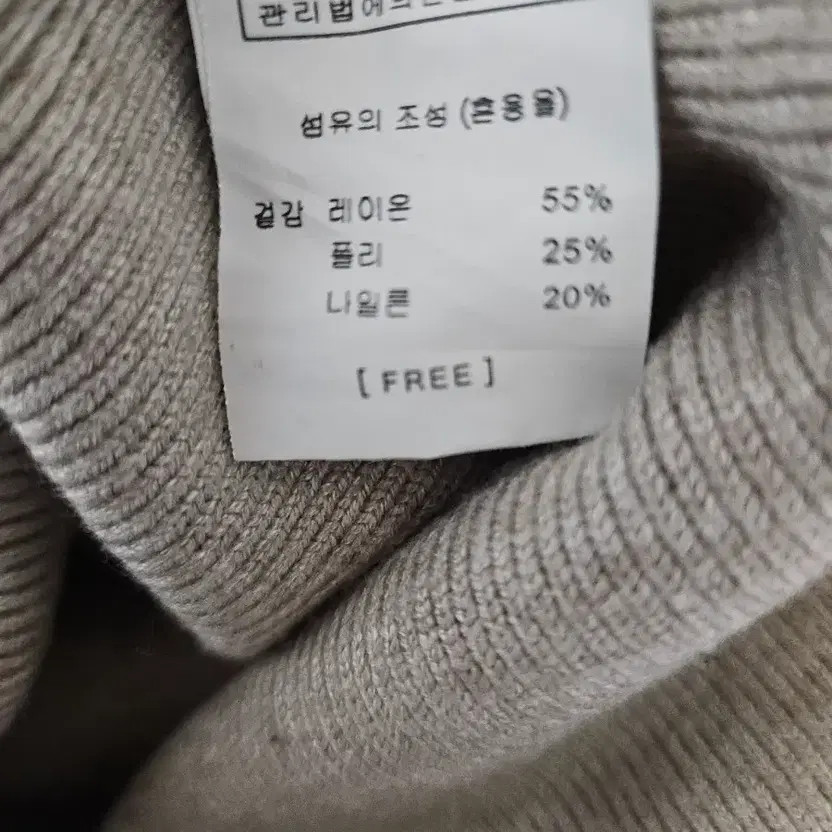 관리법에의한
섬유의 조성 (혼용율)
겉감 레이온 55%
폴리 25%
나일론 20%
[ FREE ]